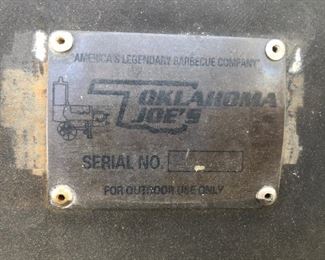 "AMERICA'S LEGENDARY BARBECUE COMPANY"
OKLAHOMA
JOE'S
SERIAL NO.
FOR OUTDOOR USE ONLY